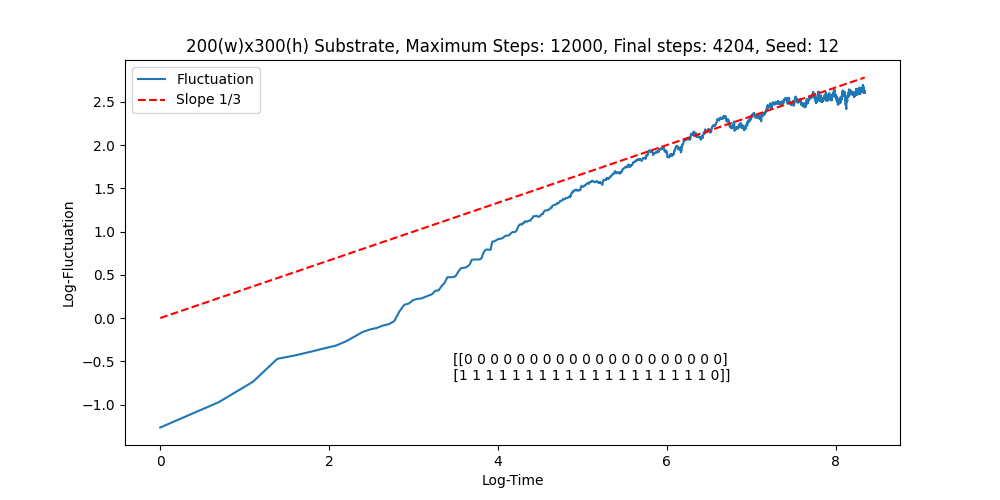 200(w)x300(h) Substrate, Maximum Steps: 12000, Final steps: 4204, Seed: 12
Fluctuation
Slope 1/3
2.5
2.0
1.5
1.0
0.5
0.0
−0.5
−1.0
Log-Fluctuation
[[0 0 0 0 0 0 0 0 0 0 0 0 0 0 0 0 0 0 0 0]
[1 1 1 1 1 1 1 1 1 1 1 1 1 1 1 1 1 1 1 0]]
0 2 4 6 8
Log-Time